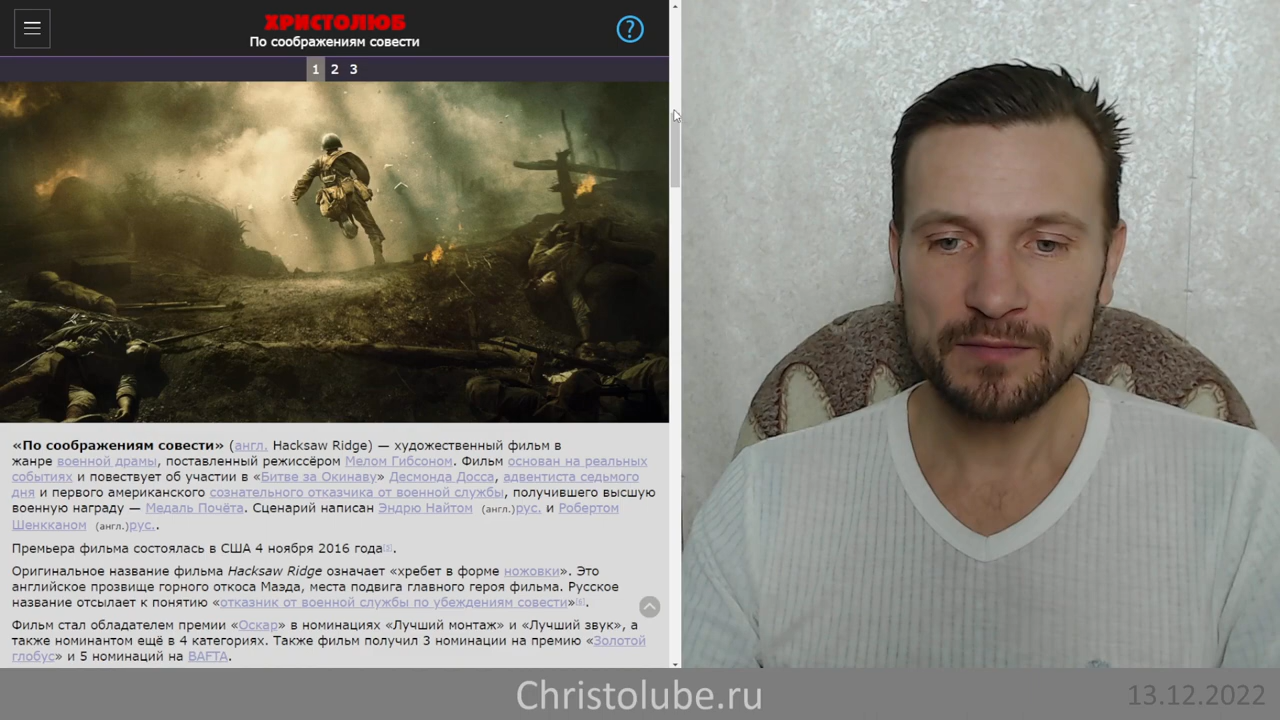 ХРИСТОЛЮБ
По соображениям совести
?
1 2 3
«По соображениям совести» (англ. Hacksaw Ridge) — художественный фильм в
жанре военной драмы, поставленный режиссёром Мелом Гибсоном. Фильм основан на реальных
событиях и повествует об участии в «Битве за Окинаву» Десмонда Досса, адвентиста седьмого
дня и первого американского сознательного отказчика от военной службы, получившего высшую
военную награду — Медаль Почёта. Сценарий написан Эндрю Найтом (англ.)рус. и Робертом
Шенкканом (англ.)рус..
Премьера фильма состоялась в США 4 ноября 2016 года[2].
Оригинальное название фильма Hacksaw Ridge означает «хребет в форме ножовки». Это
английское прозвище горного откоса Маэда, места подвига главного героя фильма. Русское
название отсылает к понятию «отказник от военной службы по убеждениям совести»[6].
Фильм стал обладателем премии «Оскар» в номинациях «Лучший монтаж» и «Лучший звук», а
также номинантом ещё в 4 категориях. Также фильм получил 3 номинации на премию «Золотой
глобус» и 5 номинаций на BAFTA.
Christolube.ru
13.12.2022